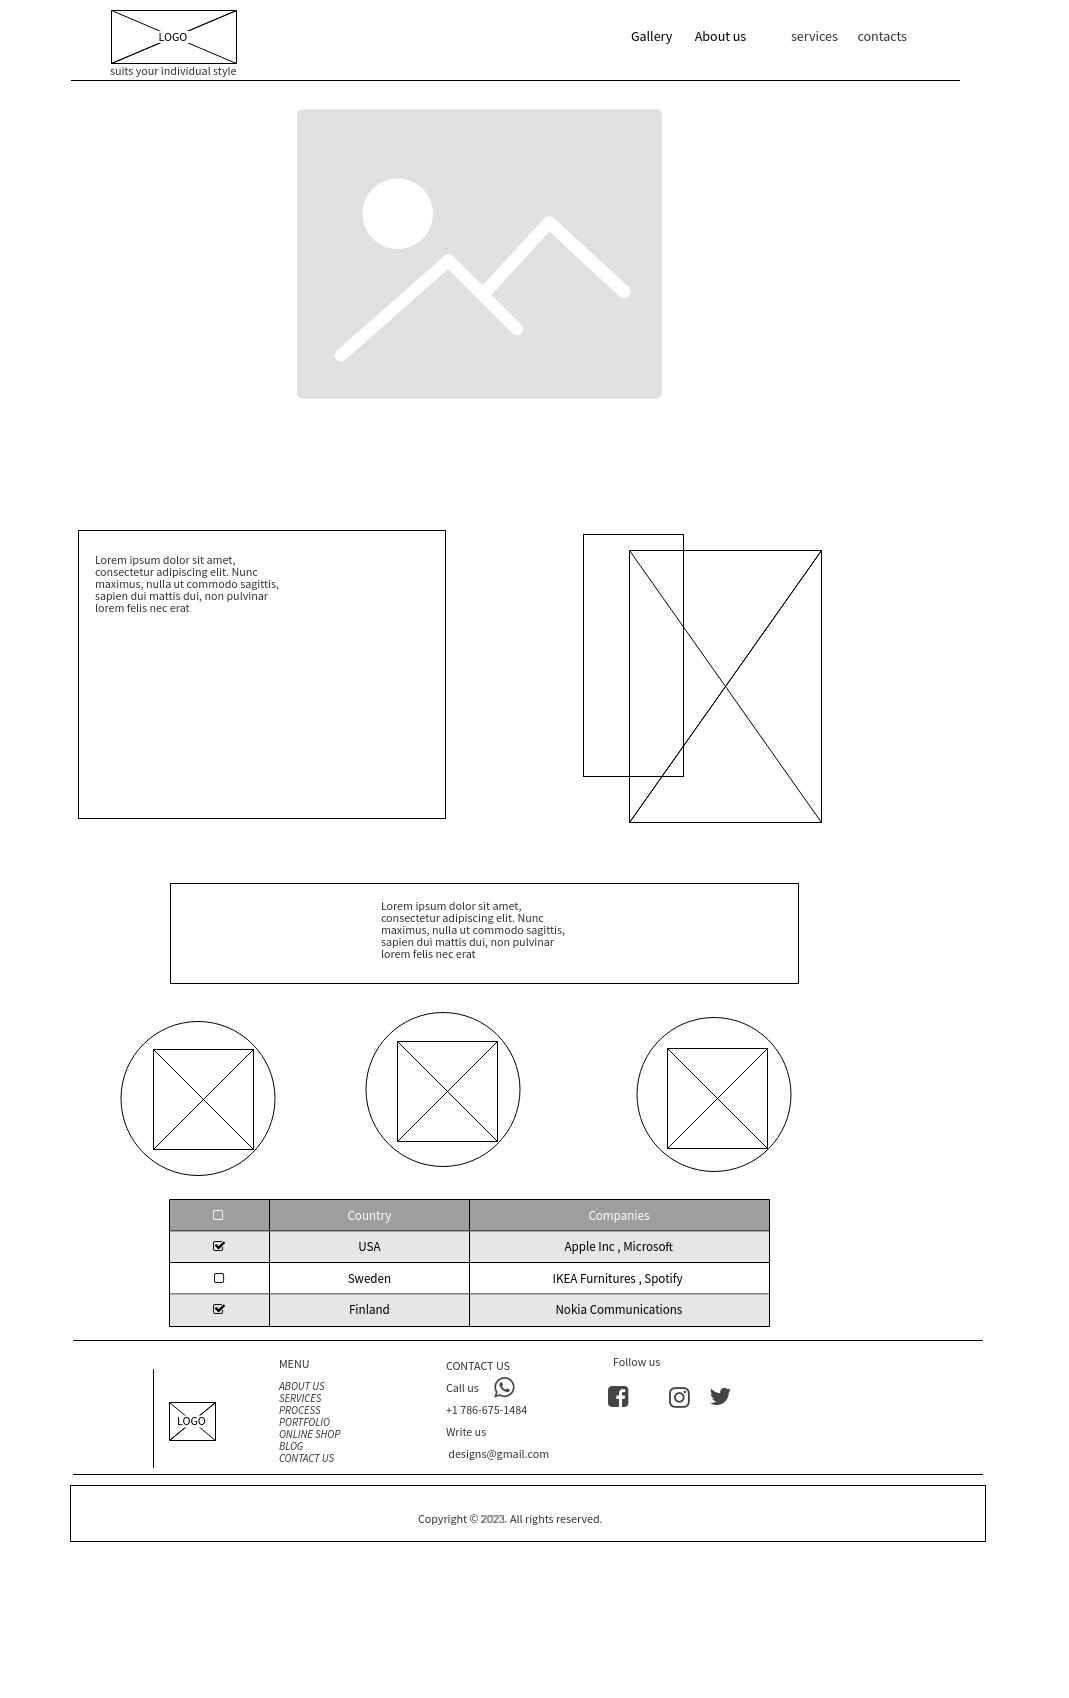 LOGO
suits your individual style
Gallery About us services contacts
Lorem ipsum dolor sit amet,
consectetur adipiscing elit. Nunc
maximus, nulla ut commodo sagittis,
sapien dui mattis dui, non pulvinar
lorem felis nec erat
Lorem ipsum dolor sit amet,
consectetur adipiscing elit. Nunc
maximus, nulla ut commodo sagittis,
sapien dui mattis dui, non pulvinar
lorem felis nec erat
Country Companies
USA Apple Inc , Microsoft
Sweden IKEA Furnitures , Spotify
Finland Nokia Communications
LOGO
MENU
ABOUT US
SERVICES
PROCESS
PORTFOLIO
ONLINE SHOP
BLOG
CONTACT US
CONTACT US
Call us
+1 786-675-1484
Write us
designs@gmail.com
Follow us
Copyright © 2023. All rights reserved.